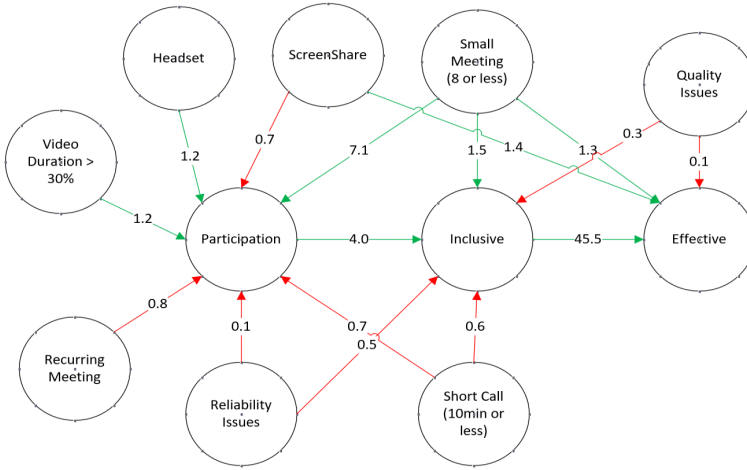 Headset
ScreenShare
Small
Meeting
(8 or less)
Quality
Issues
Video
Duration >
30%
1.2
0.7
7.1
1.5
1.4
1.3
0.3
0.1
1.2
Participation
4.0
Inclusive
45.5
Effective
0.8
0.1
0.7
0.5
0.6
Recurring
Meeting
Reliability
Issues
Short Call
(10min or
less)